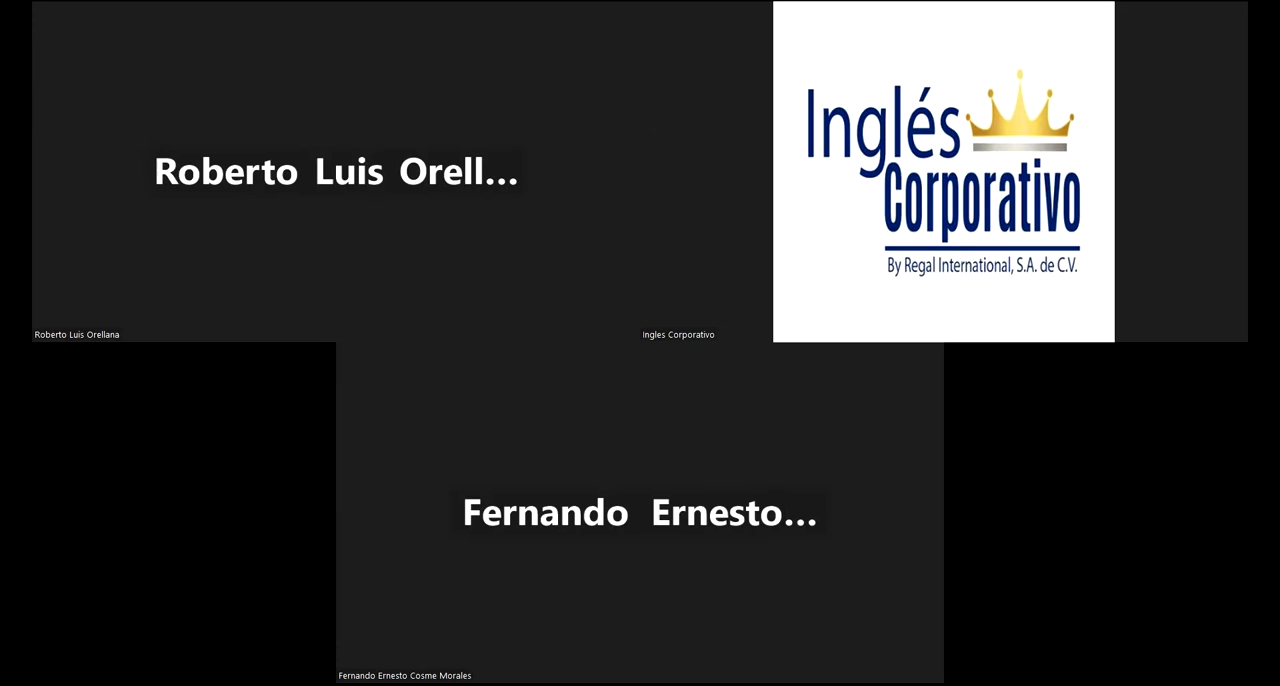 Roberto Luis Orell...
Roberto Luis Orellana
Inglés
Corporativo
By Regal International, S.A. de C.V.
Ingles Corporativo
Fernando Ernesto...
Fernando Ernesto Cosme Morales